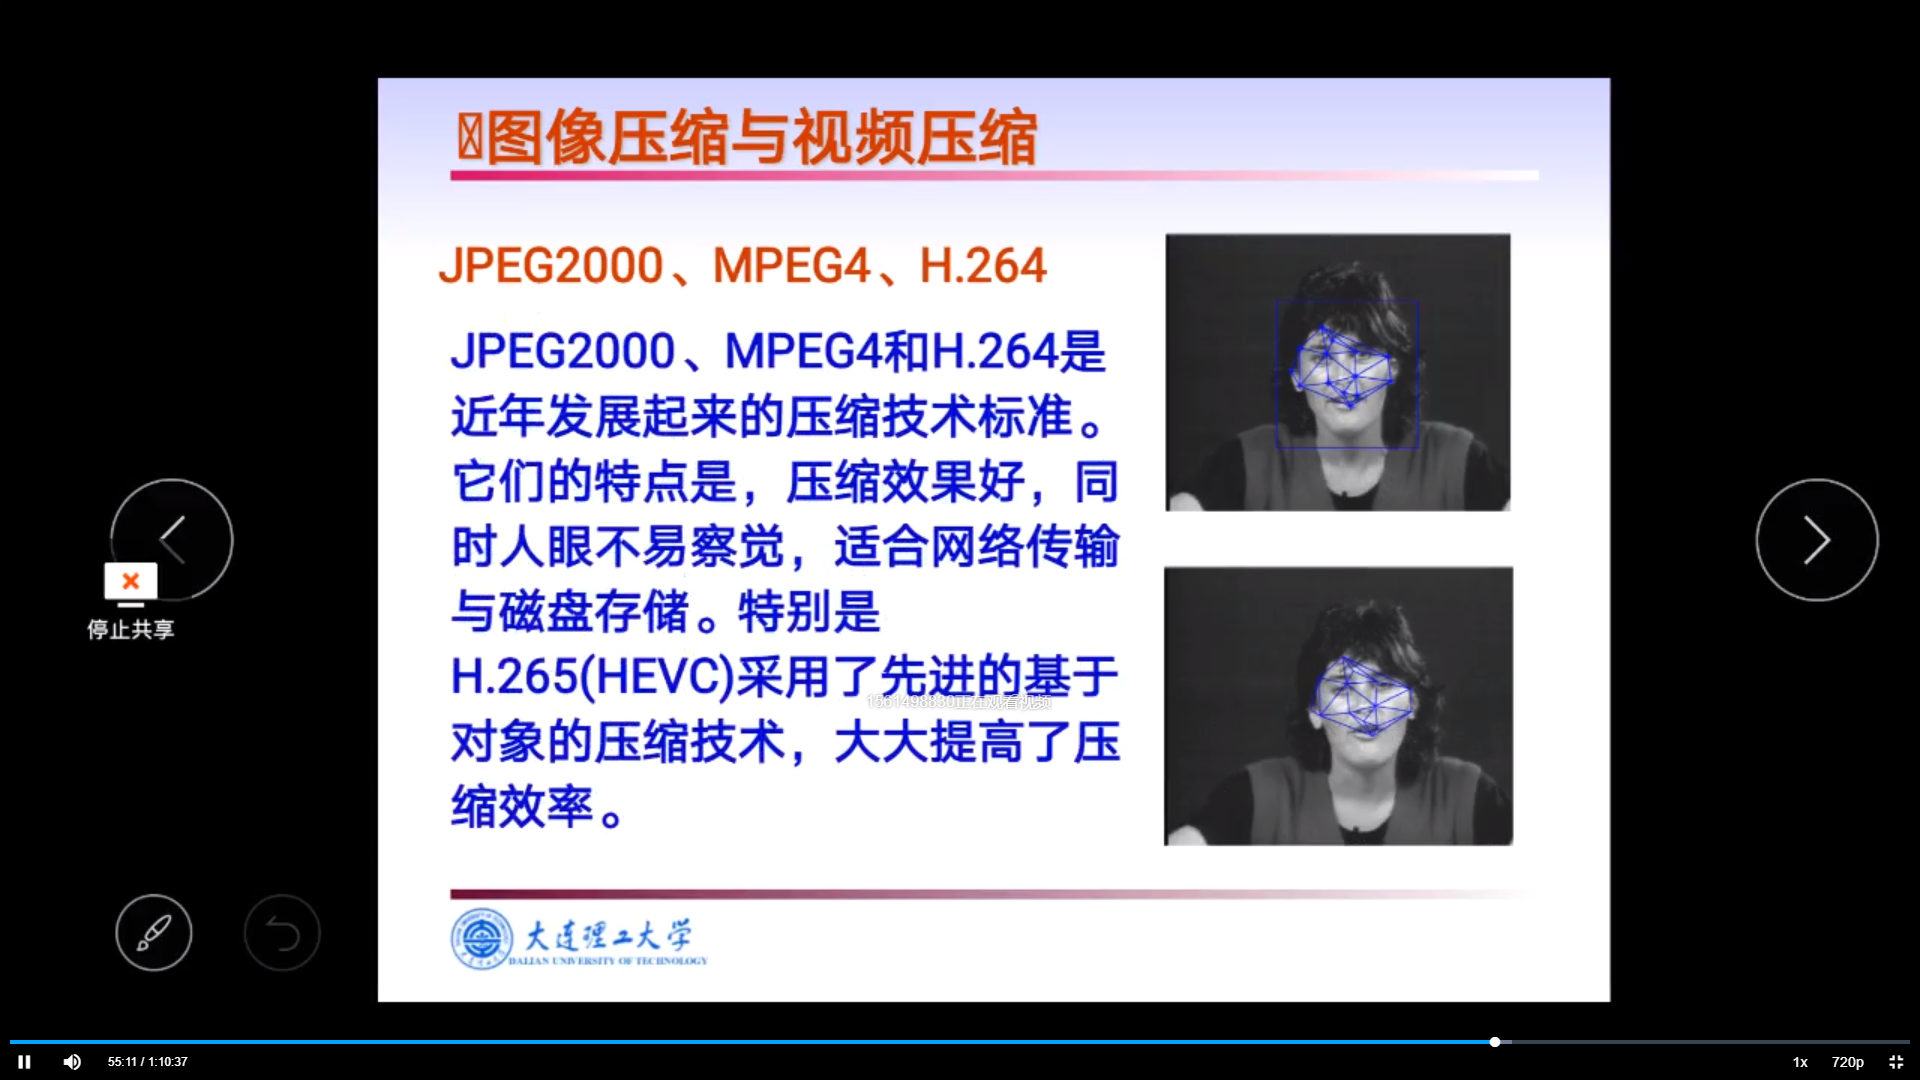 图像压缩与视频压缩
JPEG2000、MPEG4、H.264
JPEG2000、MPEG4和H.264是
近年发展起来的压缩技术标准。
它们的特点是，压缩效果好，同
时人眼不易察觉，适合网络传输
与磁盘存储。特别是
H.265(HEVC)采用了先进的基于
对象的压缩技术，大大提高了压
缩效率。
正在观看视频
停止共享
大连理工大学
DALIAN UNIVERSITY OF TECHNOLOGY
55:11 / 1:10:37
1x
720p